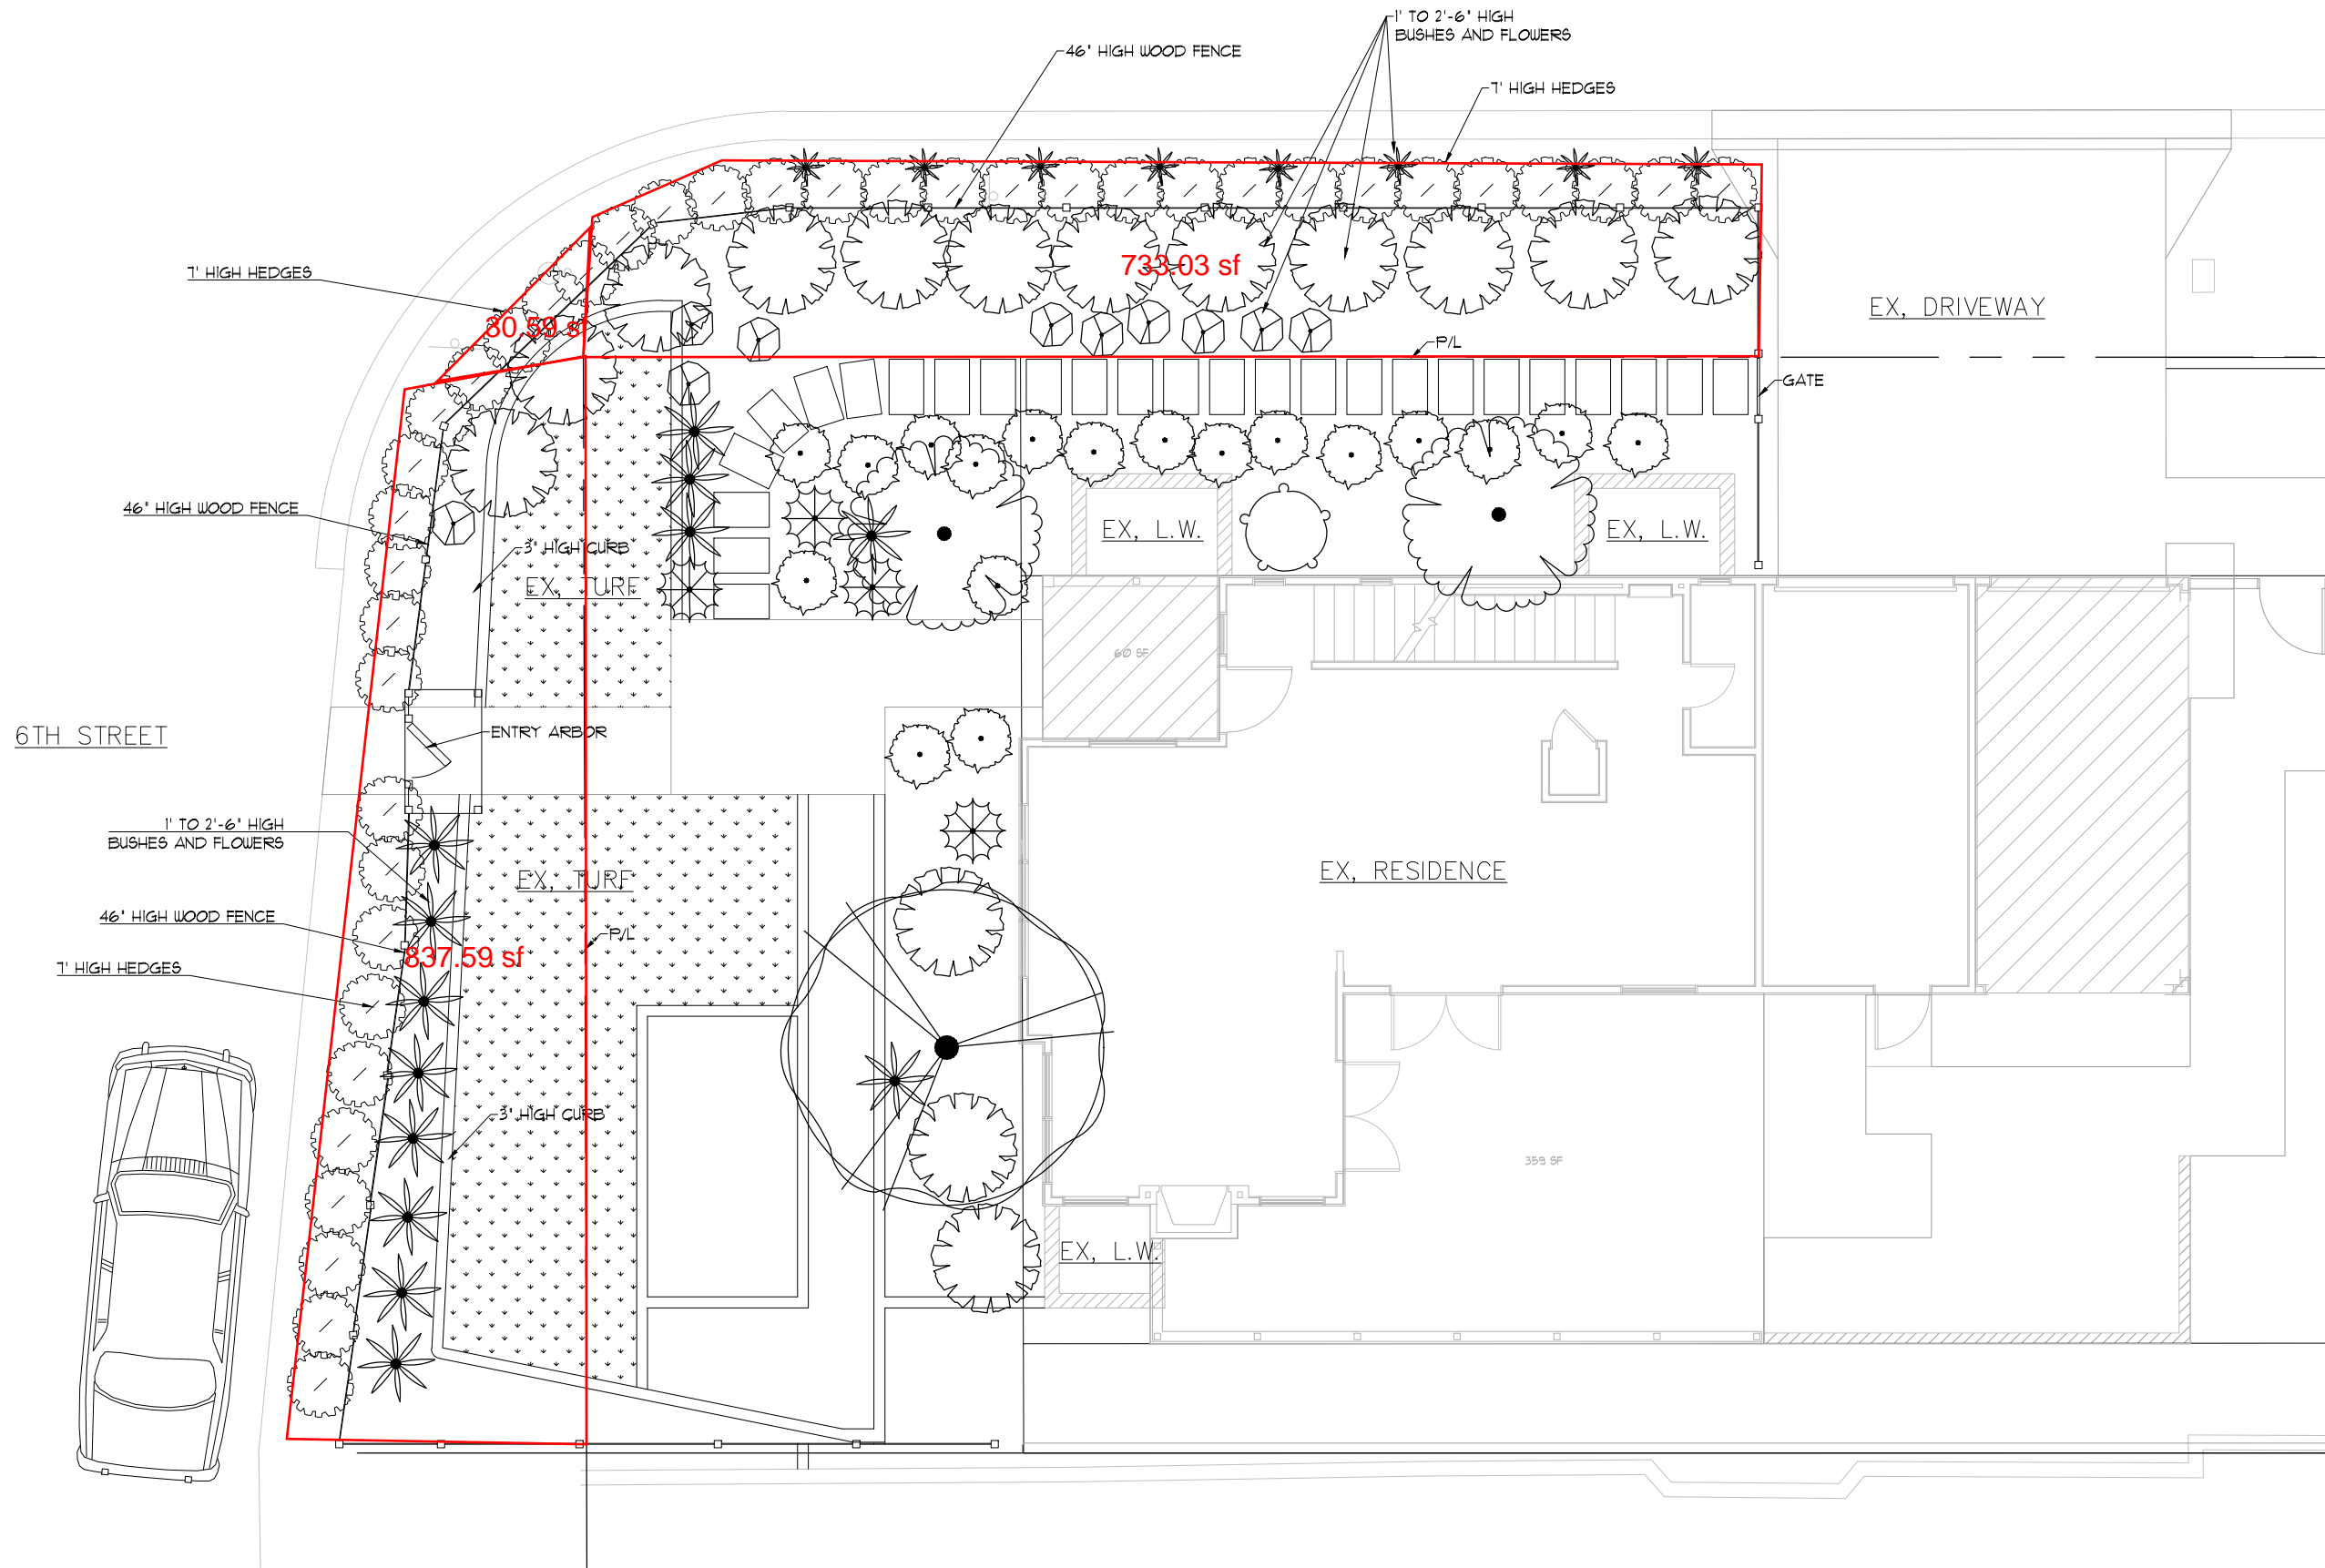 1' TO 2'-6" HIGH
BUSHES AND FLOWERS
46" HIGH WOOD FENCE
7' HIGH HEDGES
7' HIGH HEDGES
733.03 sf
30.59 sf
EX, DRIVEWAY
P/L
GATE
46" HIGH WOOD FENCE
3" HIGH CURB
EX, TURF
EX, L.W.
EX, L.W.
60 SF
6TH STREET
ENTRY ARBOR
1' TO 2'-6" HIGH
BUSHES AND FLOWERS
EX, TURF
EX, RESIDENCE
46" HIGH WOOD FENCE
P/L
837.59 sf
7' HIGH HEDGES
3" HIGH CURB
359 SF
EX, L.W.